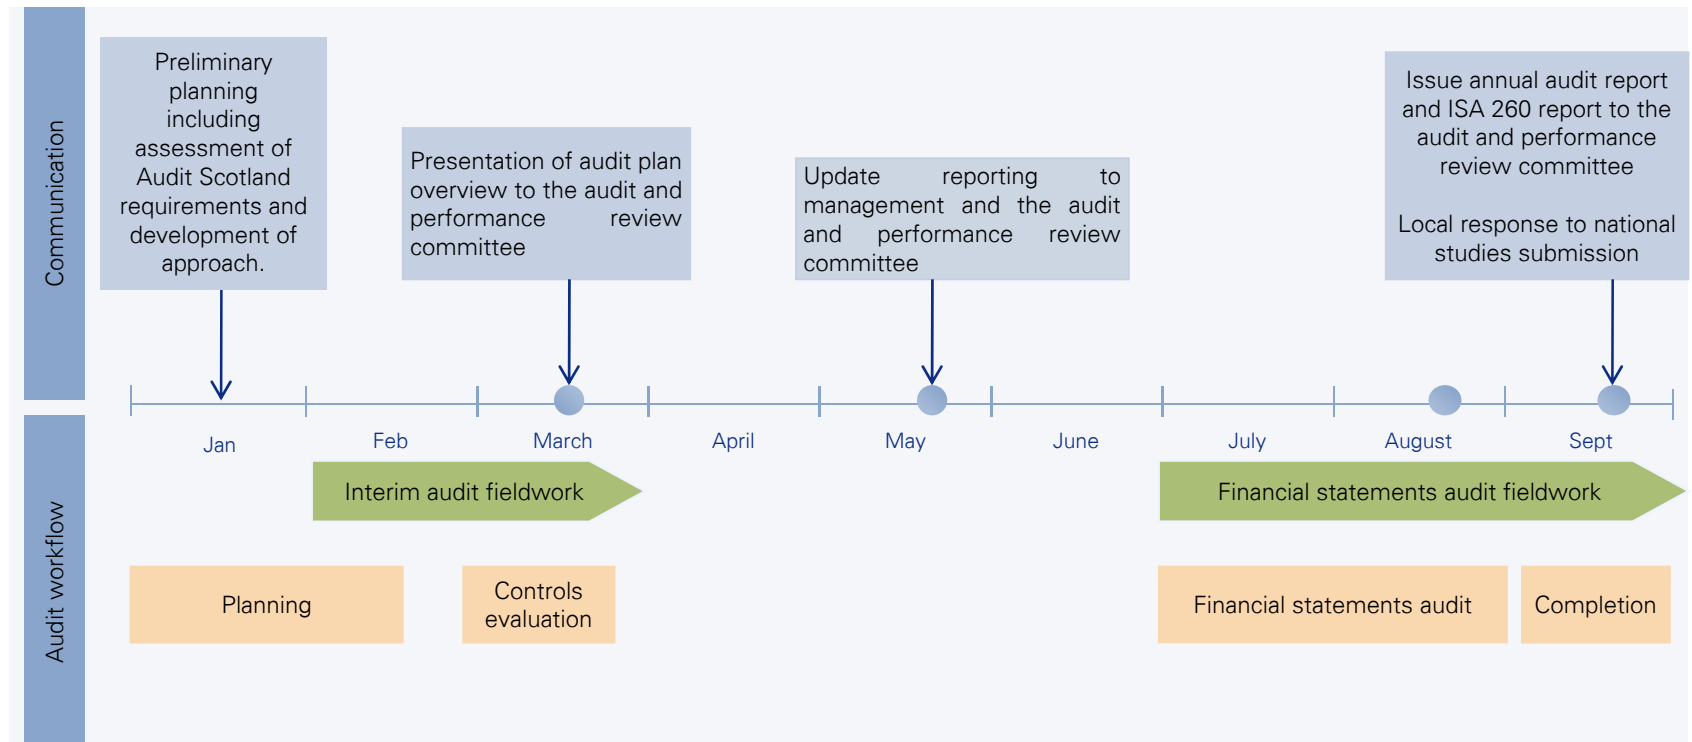 Communication
Preliminary
planning
including
assessment of
Audit Scotland
requirements and
development of
approach.
Presentation of audit plan
overview to the audit and
performance review
committee
Update reporting to
management and the audit
and performance review
committee
Issue annual audit report
and ISA 260 report to the
audit and performance
review committee
Local response to national
studies submission
Jan
Feb
March
April
May
June
July
August
Sept
Audit workflow
Interim audit fieldwork
Financial statements audit fieldwork
Planning
Controls
evaluation
Financial statements audit
Completion